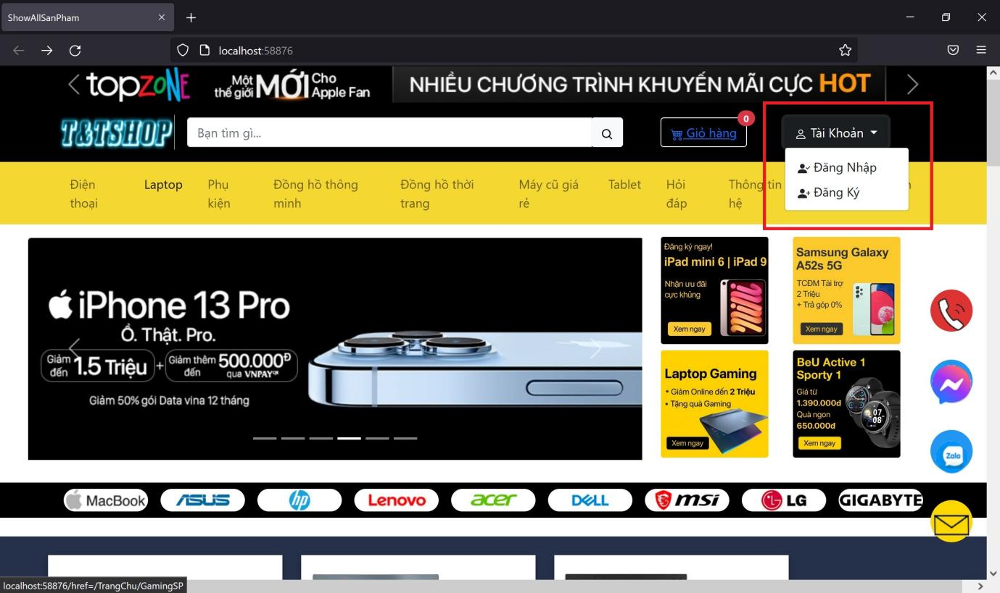 ShowAllSanPham
localhost:58876
topzone
Một thế giới MỚI Cho Apple Fan
NHIỀU CHƯƠNG TRÌNH KHUYẾN MÃI CỰC HOT
T&TSHOP
Bạn tìm gì...
Giỏ hàng
0
Tài Khoản
Đăng Nhập
Đăng Ký
Điện thoại
Laptop
Phụ kiện
Đồng hồ thông minh
Đồng hồ thời trang
Máy cũ giá rẻ
Tablet
Hỏi đáp
Thông tin hệ
iPhone 13 Pro
Ồ. Thật. Pro.
Giảm đến 1.5 Triệu + Giảm thêm đến 500.000Đ qua VNPAYQR
Giảm 50% gói Data vina 12 tháng
Đăng ký ngay!
iPad mini 6 | iPad 9
Nhận ưu đãi
cực khủng
Xem ngay
Samsung Galaxy
A52s 5G
TCĐM Tài trợ
2 Triệu
+ Trả góp 0%
Xem ngay
Laptop Gaming
• Giảm Online đến 2 Triệu
• Tặng quà Gaming
Xem ngay
BeU Active 1
Sporty 1
Giá từ
1.390.000đ
Quà ngon
650.000đ
Xem ngay
07
08
Zalo
MacBook
ASUS
hp
Lenovo
acer
DELL
msi
LG
GIGABYTE
localhost:58876/href=/TrangChu/GamingSP